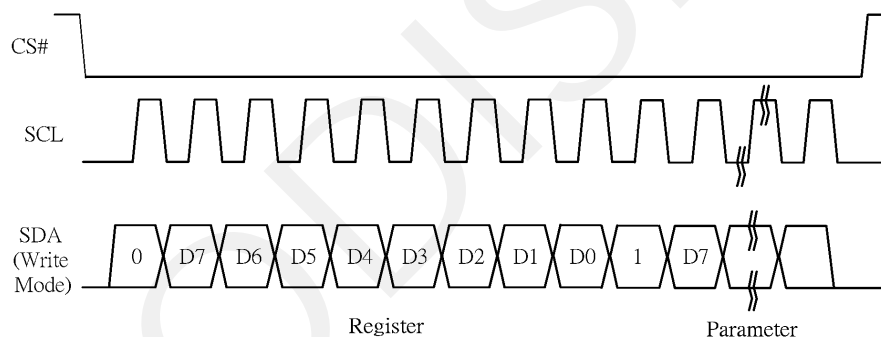 CS#
SCL
SDA
(Write
Mode)
0 D7 D6 D5 D4 D3 D2 D1 D0 1 D7
Register Parameter